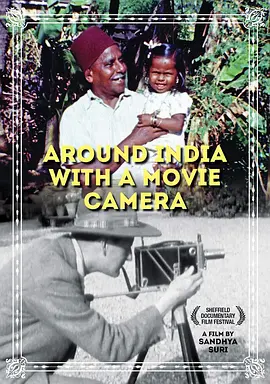 AROUND INDIA
WITH A MOVIE
CAMERA
SHEFFIELD
DOCUMENTARY
FILM FESTIVAL
A FILM BY
SANDHYA
SURI